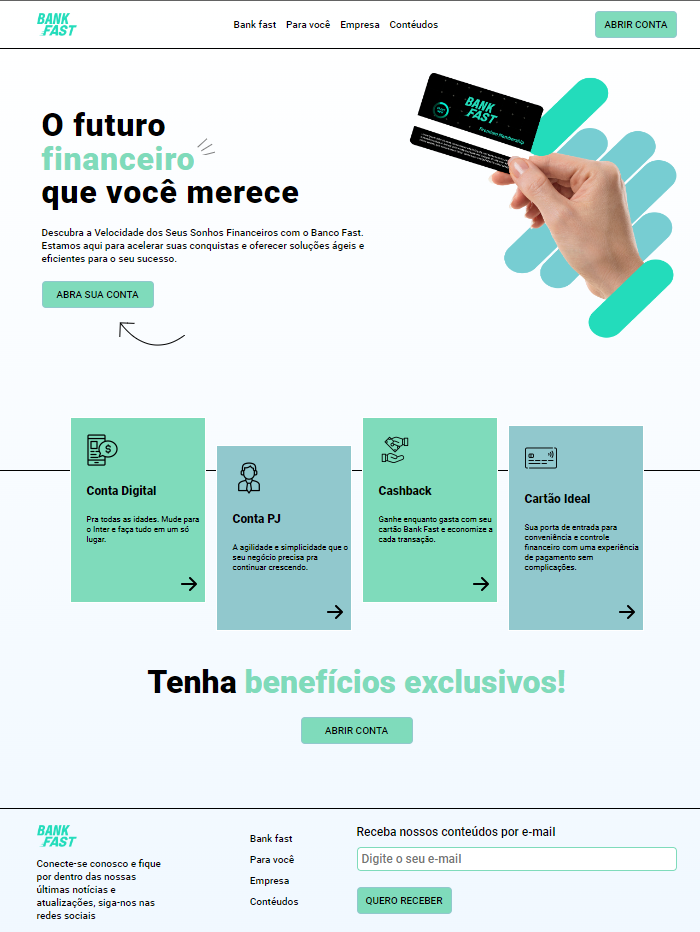 BANK
FAST
Bank fast Para você Empresa Contéudos
ABRIR CONTA
O futuro
financeiro
que você merece
Descubra a Velocidade dos Seus Sonhos Financeiros com o Banco Fast.
Estamos aqui para acelerar suas conquistas e oferecer soluções ágeis e
eficientes para o seu sucesso.
ABRA SUA CONTA
BANK
FAST
Conta Digital
Pra todas as idades. Mude para
o Inter e faça tudo em um só
lugar.
Conta PJ
A agilidade e simplicidade que o
seu negócio precisa pra
continuar crescendo.
Cashback
Ganhe enquanto gasta com seu
cartão Bank Fast e economize a
cada transação.
Cartão Ideal
Sua porta de entrada para
conveniência e controle
financeiro com uma experiência
de pagamento sem
complicações.
Tenha benefícios exclusivos!
ABRIR CONTA
BANK
FAST
Conecte-se conosco e fique
por dentro das nossas
últimas notícias e
atualizações, siga-nos nas
redes sociais
Bank fast
Para você
Empresa
Contéudos
Receba nossos conteúdos por e-mail
Digite o seu e-mail
QUERO RECEBER